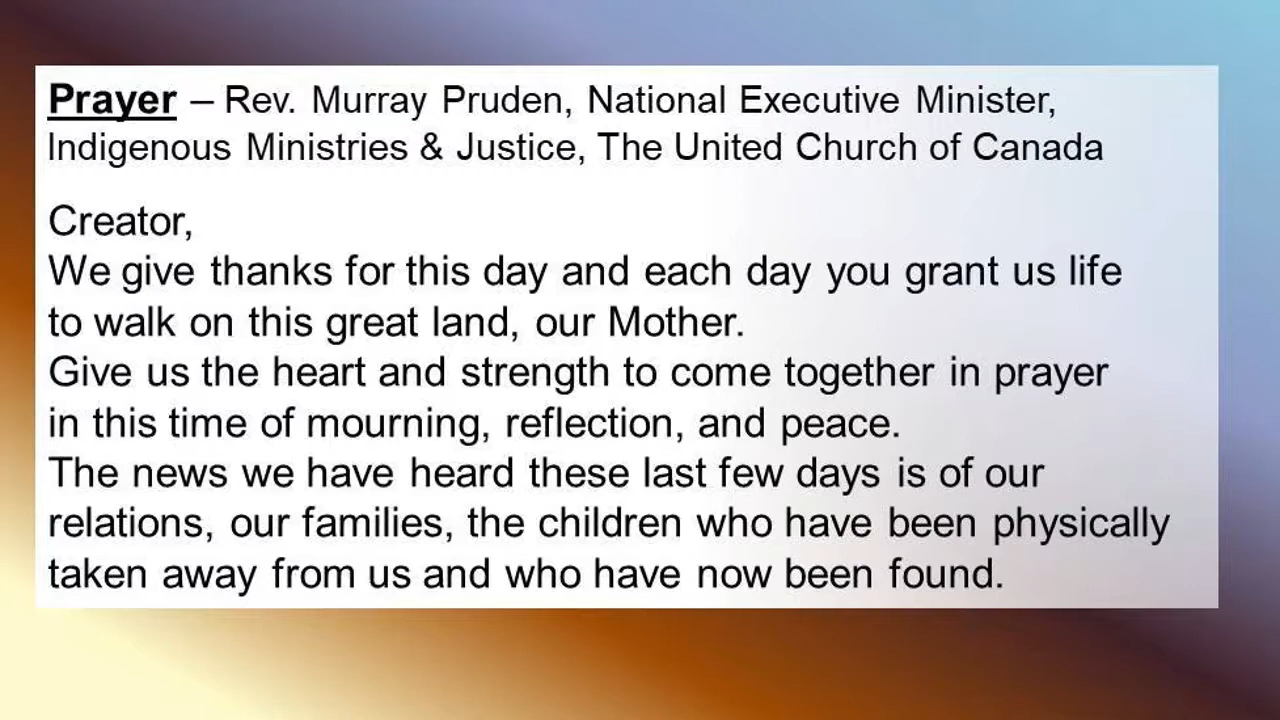 Prayer – Rev. Murray Pruden, National Executive Minister,
Indigenous Ministries & Justice, The United Church of Canada
Creator,
We give thanks for this day and each day you grant us life
to walk on this great land, our Mother.
Give us the heart and strength to come together in prayer
in this time of mourning, reflection, and peace.
The news we have heard these last few days is of our
relations, our families, the children who have been physically
taken away from us and who have now been found.